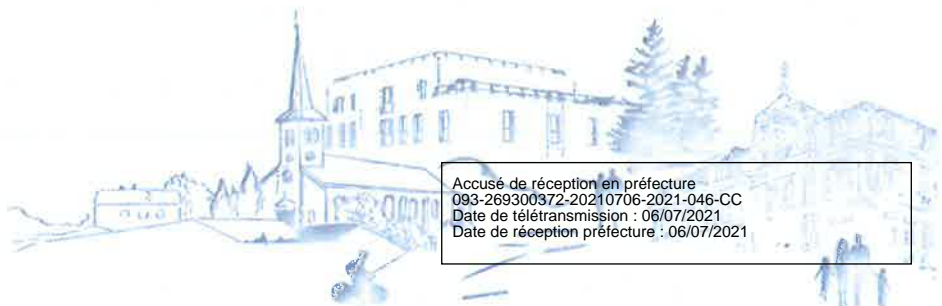 Accusé de réception en préfecture
093-269300372-20210706-2021-046-CC
Date de télétransmission : 06/07/2021
Date de réception préfecture : 06/07/2021